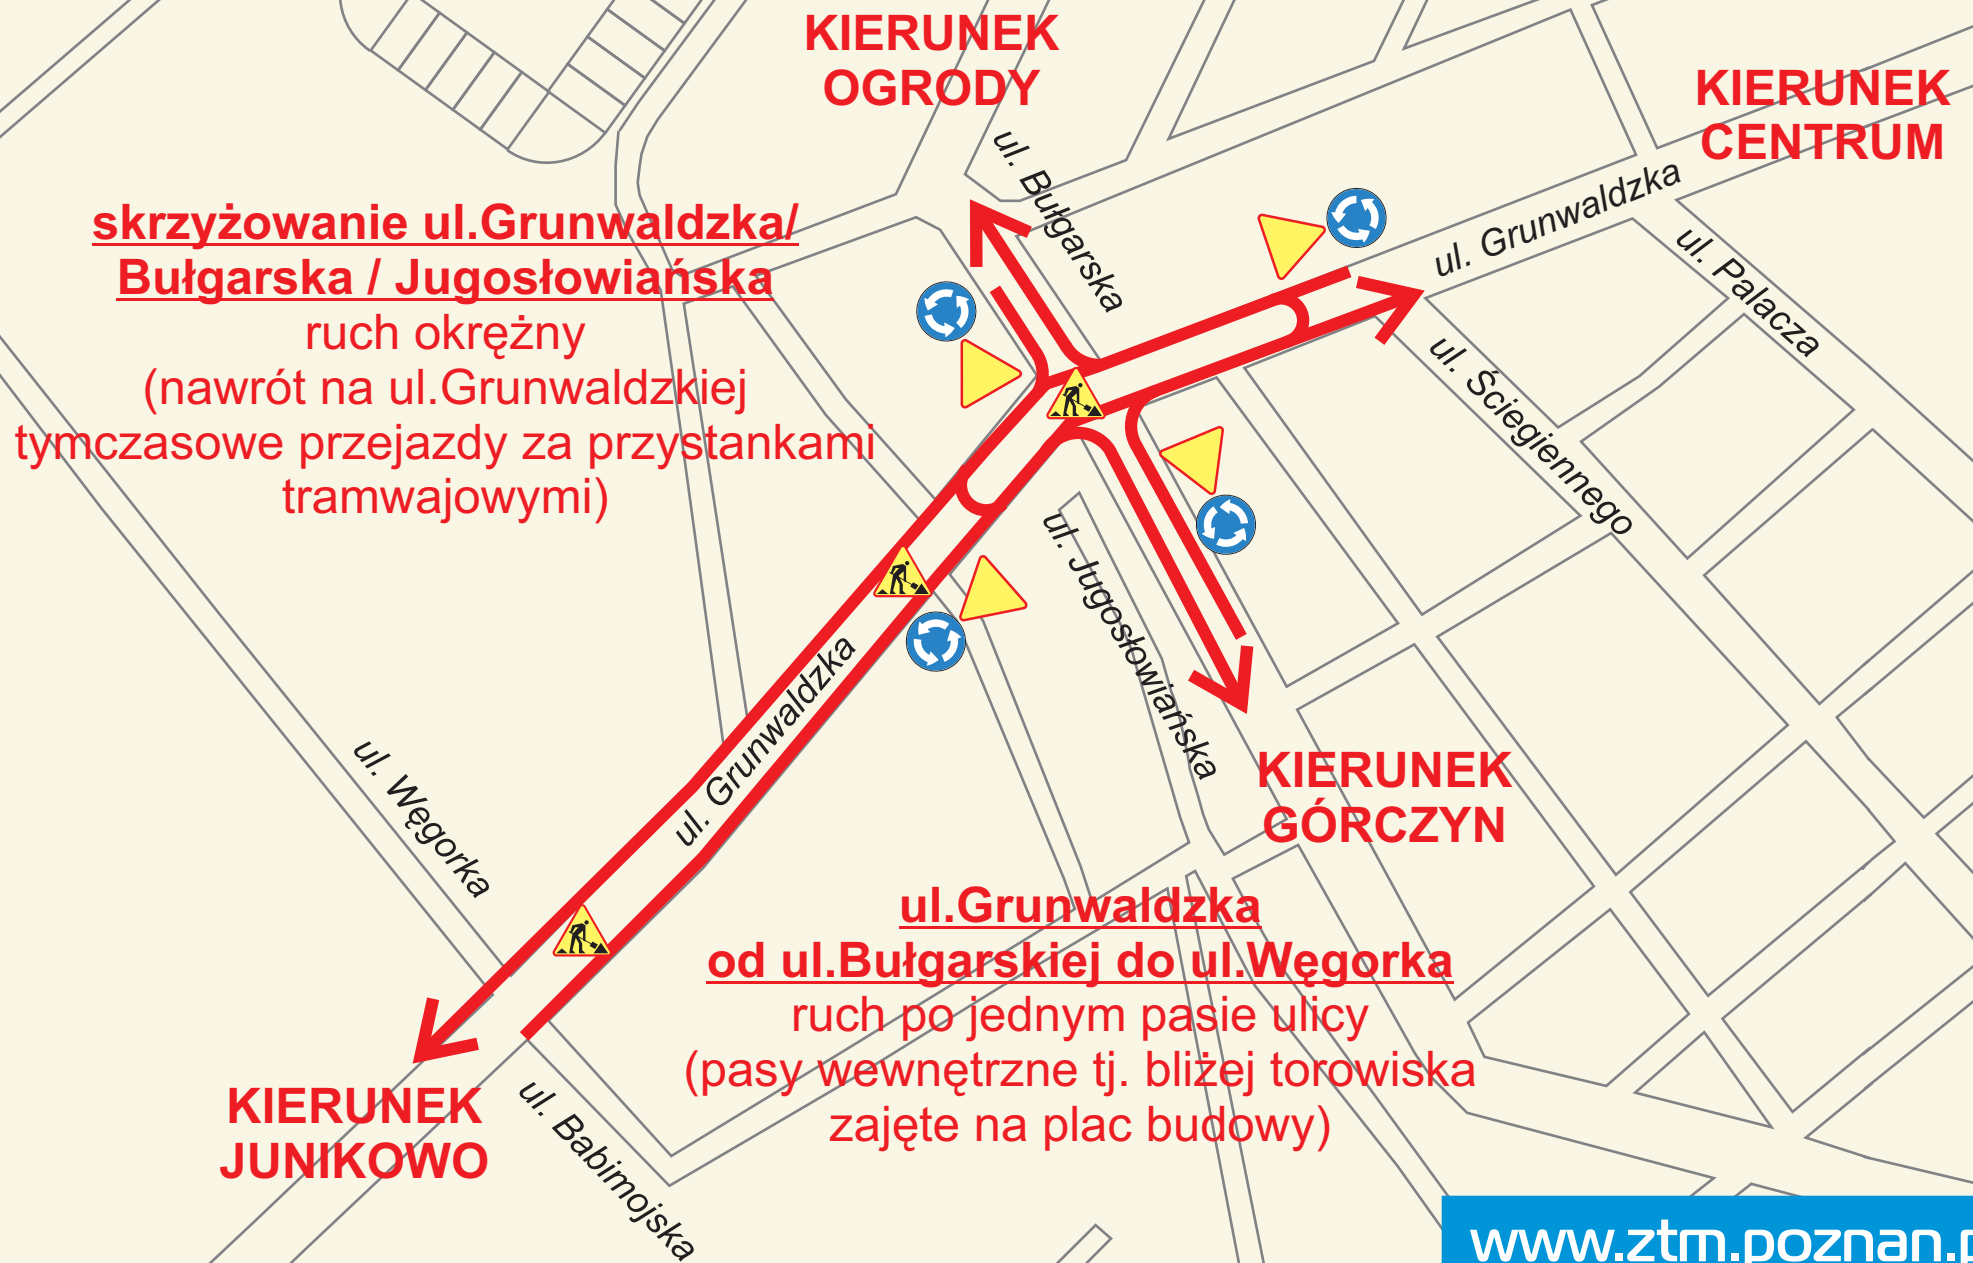 KIERUNEK
OGRODY
KIERUNEK
CENTRUM
ul. Bułgarska
ul. Grunwaldzka
ul. Palacza
skrzyżowanie ul.Grunwaldzka/
Bułgarska / Jugosłowiańska
ruch okrężny
(nawrót na ul.Grunwaldzkiej
tymczasowe przejazdy za przystankami
tramwajowymi)
ul. Ściegiennego
ul. Jugosłowiańska
ul. Grunwaldzka
ul. Węgorka
KIERUNEK
GÓRCZYN
ul.Grunwaldzka
od ul.Bułgarskiej do ul.Węgorka
ruch po jednym pasie ulicy
(pasy wewnętrzne tj. bliżej torowiska
zajęte na plac budowy)
KIERUNEK
JUNIKOWO
ul. Babimojska
www.ztm.poznan.p